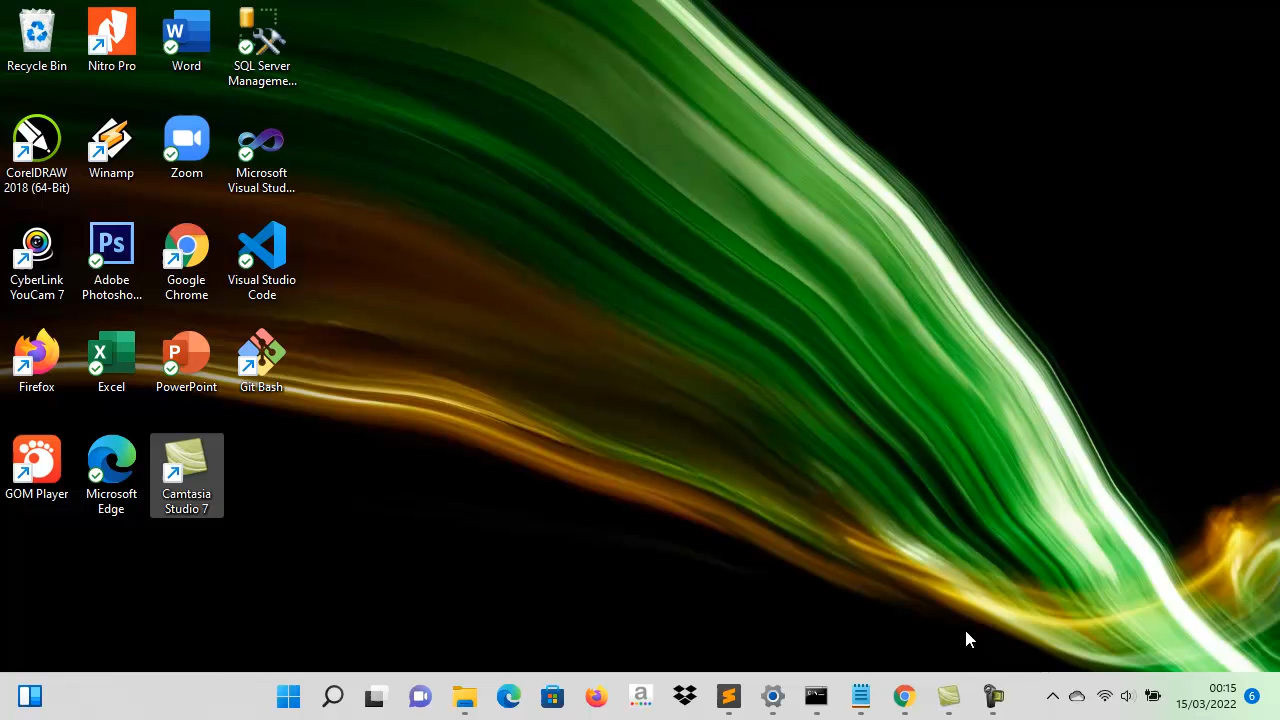 Recycle Bin
Nitro Pro
Word
SQL Server
Manageme...
CorelDRAW
2018 (64-Bit)
Winamp
Zoom
Microsoft
Visual Stud...
CyberLink
YouCam 7
Ps
Adobe
Photosho...
Google
Chrome
Visual Studio
Code
Firefox
Excel
PowerPoint
Git Bash
GOM Player
Microsoft
Edge
Camtasia
Studio 7
00:15
15/03/2022
6